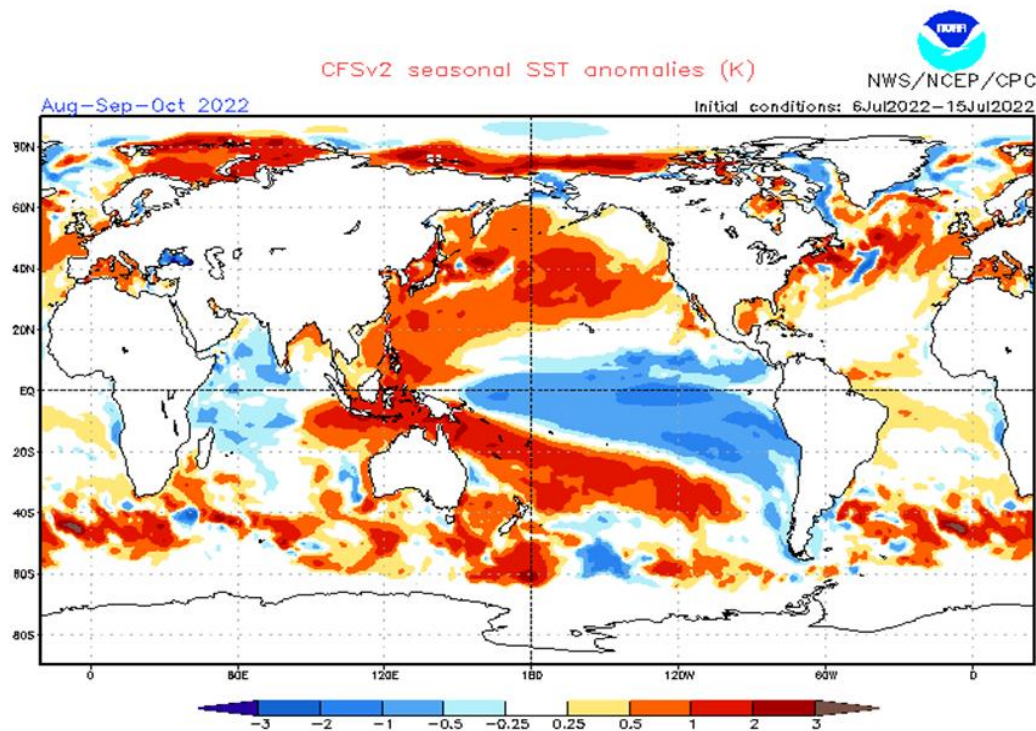 NOAA
CFSv2 seasonal SST anomalies (K)
NWS/NCEP/CPC
Aug-Sep-Oct 2022
Initial conditions: 6Jul2022-15Jul2022
80N
60N
40N
20N
EQ
20S
40S
60S
80S
0 60E 120E 180 120W 60W 0
-3 -2 -1 -0.5 -0.25 0.25 0.5 1 2 3